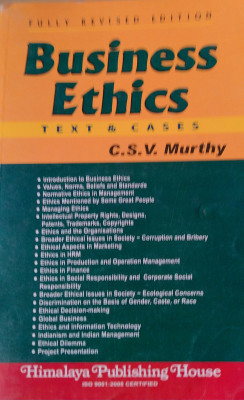 FULLY REVISED EDITION
Business
Ethics
TEXT & CASES
C.S.V. Murthy
Introduction to Business Ethics
Values, Norms, Beliefs and Standards
Normative Ethics in Management
Ethics Mentioned by Some Great People
Managing Ethics
Intellectual Property Rights, Designs,
Patents, Trademarks, Copyrights
Ethics and the Organisations
Broader Ethical Issues in Society – Corruption and Bribery
Ethical Aspects in Marketing
Ethics in HRM
Ethics in Production and Operation Management
Ethics in Finance
Ethics in Social Responsibility and Corporate Social
Responsibility
Broader Ethical Issues in Society – Ecological Concerns
Discrimination on the Basis of Gender, Caste, or Race
Ethical Decision-making
Global Business
Ethics and Information Technology
Indianism and Indian Management
Ethical Dilemma
Project Presentation
Himalaya Publishing House
ISO 9001:2008 CERTIFIED